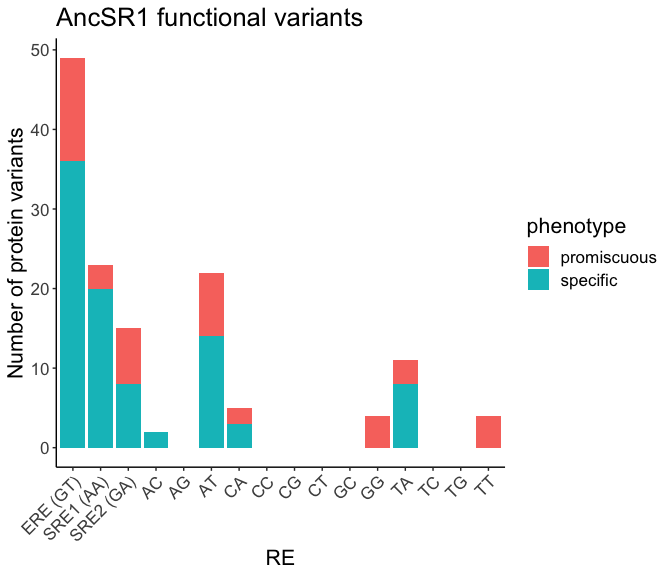 AncSR1 functional variants
Number of protein variants
50
40
30
20
10
0
ERE (GT)
SRE1 (AA)
SRE2 (GA)
AC
AG
AT
CA
CC
CG
CT
GC
GG
TA
TC
TG
TT
RE
phenotype
promiscuous
specific